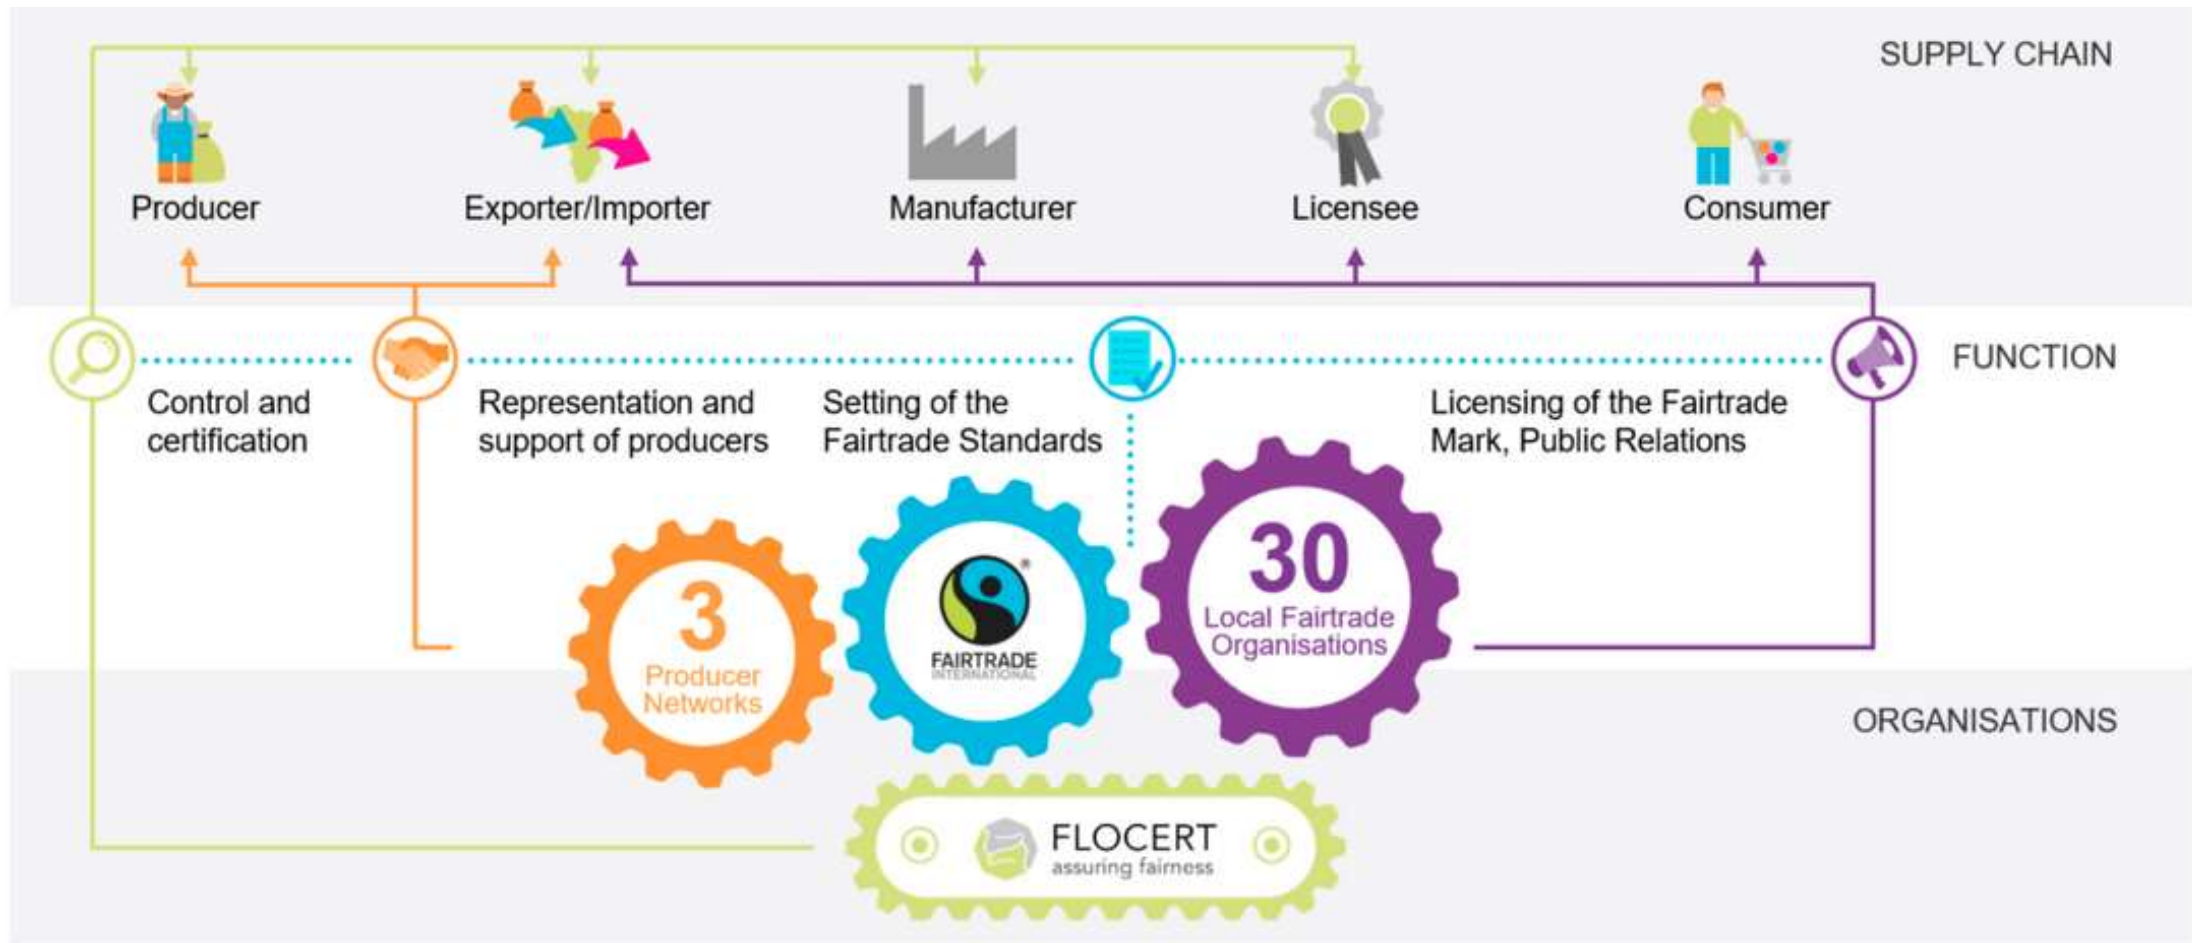 SUPPLY CHAIN
Producer
Exporter/Importer
Manufacturer
Licensee
Consumer
FUNCTION
Control and
certification
Representation and
support of producers
Setting of the
Fairtrade Standards
Licensing of the Fairtrade
Mark, Public Relations
3
Producer
Networks
®
FAIRTRADE
INTERNATIONAL
30
Local Fairtrade
Organisations
ORGANISATIONS
FLOCERT
assuring fairness